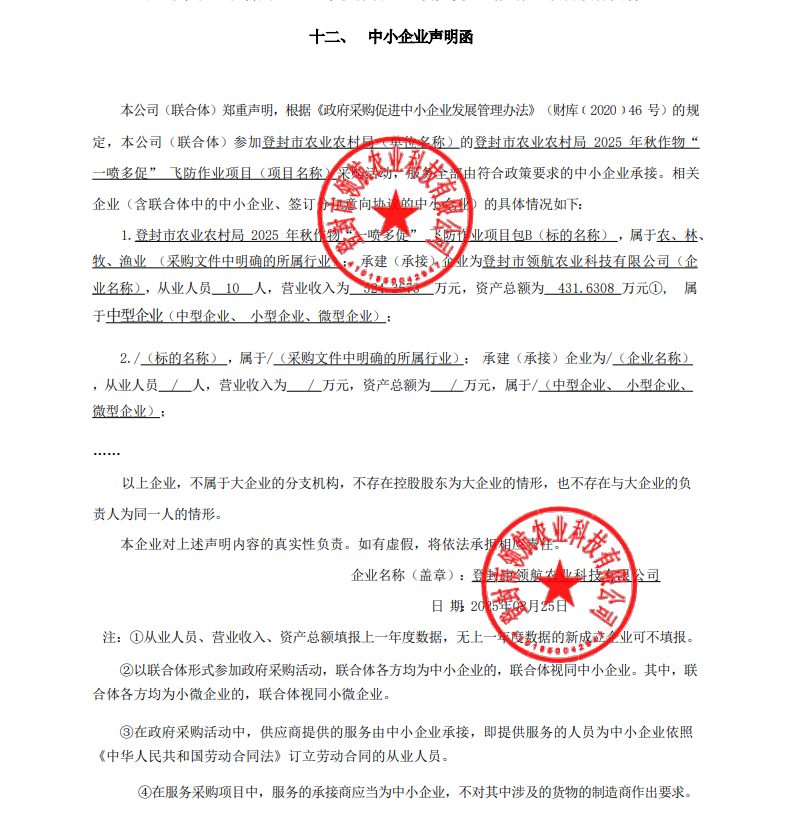 十二、 中小企业声明函
本公司（联合体）郑重声明，根据《政府采购促进中小企业发展管理办法》（财库﹝2020﹞46 号）的规
定，本公司（联合体）参加登封市农业农村局（单位名称）的登封市农业农村局 2025 年秋作物“
一喷多促” 飞防作业项目（项目名称）采购活动，服务全部由符合政策要求的中小企业承接。相关
企业（含联合体中的中小企业、签订分包意向协议的中小企业）的具体情况如下：
1. 登封市农业农村局 2025 年秋作物“一喷多促” 飞防作业项目包B（标的名称） ，属于农、林、
牧、渔业 （采购文件中明确的所属行业）； 承建（承接）企业为登封市领航农业科技有限公司（企
业名称），从业人员 10 人，营业收入为 万元，资产总额为 431.6308 万元①， 属
于中型企业（中型企业、 小型企业、微型企业）；
2. /（标的名称） ，属于/（采购文件中明确的所属行业）； 承建（承接）企业为/（企业名称）
，从业人员 / 人，营业收入为 / 万元，资产总额为 / 万元，属于/（中型企业、 小型企业、
微型企业）；
……
以上企业，不属于大企业的分支机构，不存在控股股东为大企业的情形，也不存在与大企业的负
责人为同一人的情形。
本企业对上述声明内容的真实性负责。如有虚假，将依法承担相应责任。
企业名称（盖章）：登封市领航农业科技有限公司
日 期：2025年08月25日
注：①从业人员、营业收入、资产总额填报上一年度数据，无上一年度数据的新成立企业可不填报。
②以联合体形式参加政府采购活动，联合体各方均为中小企业的，联合体视同中小企业。其中，联
合体各方均为小微企业的，联合体视同小微企业。
③在政府采购活动中，供应商提供的服务由中小企业承接，即提供服务的人员为中小企业依照
《中华人民共和国劳动合同法》订立劳动合同的从业人员。
④在服务采购项目中，服务的承接商应当为中小企业，不对其中涉及的货物的制造商作出要求。
登封市领航农业科技有限公司
登封市领航农业科技有限公司